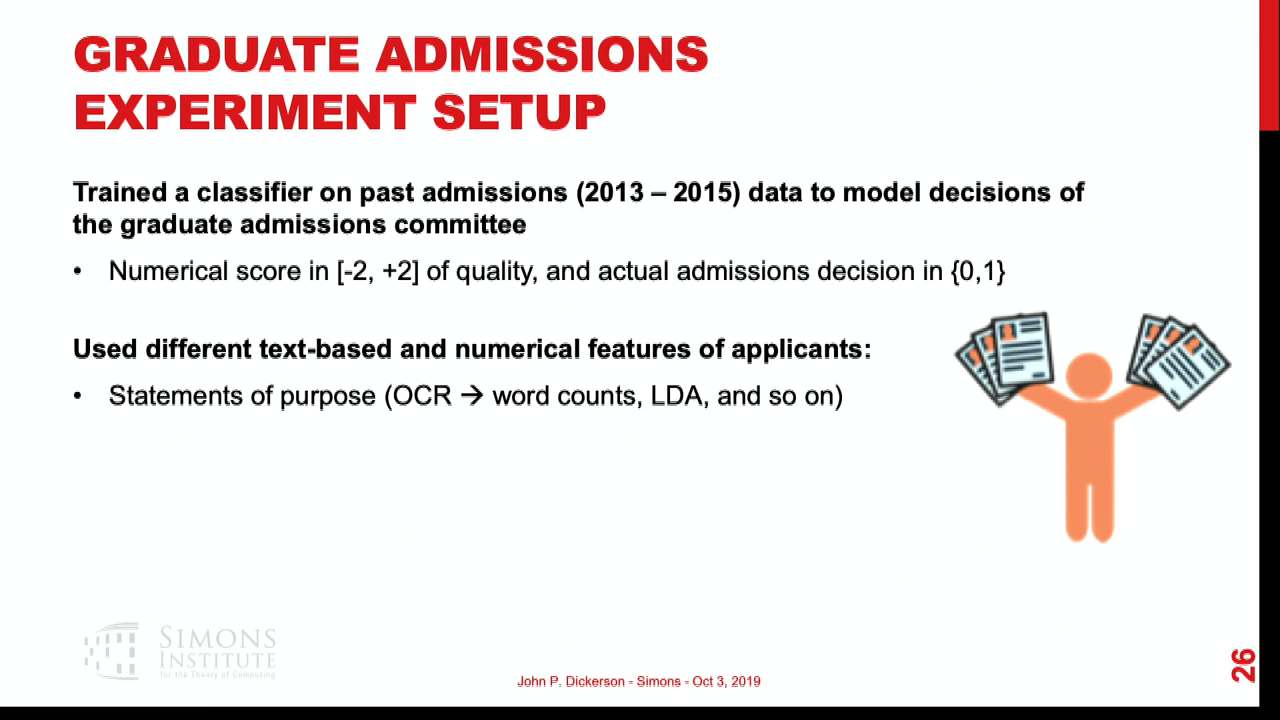 GRADUATE ADMISSIONS
EXPERIMENT SETUP
Trained a classifier on past admissions (2013 – 2015) data to model decisions of
the graduate admissions committee
• Numerical score in [-2, +2] of quality, and actual admissions decision in {0,1}
Used different text-based and numerical features of applicants:
• Statements of purpose (OCR → word counts, LDA, and so on)
SIMONS
INSTITUTE
for the Theory of Computing
John P. Dickerson - Simons - Oct 3, 2019
26